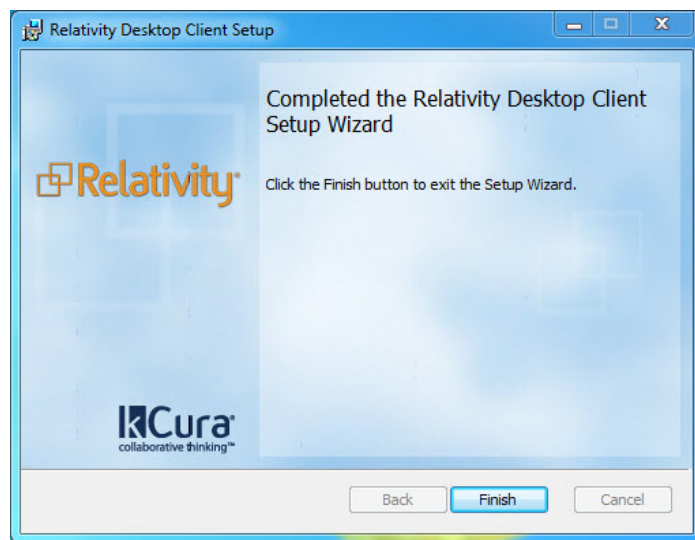 Relativity Desktop Client Setup
Completed the Relativity Desktop Client
Setup Wizard
Relativity®
Click the Finish button to exit the Setup Wizard.
kCura®
collaborative thinking™
Back
Finish
Cancel